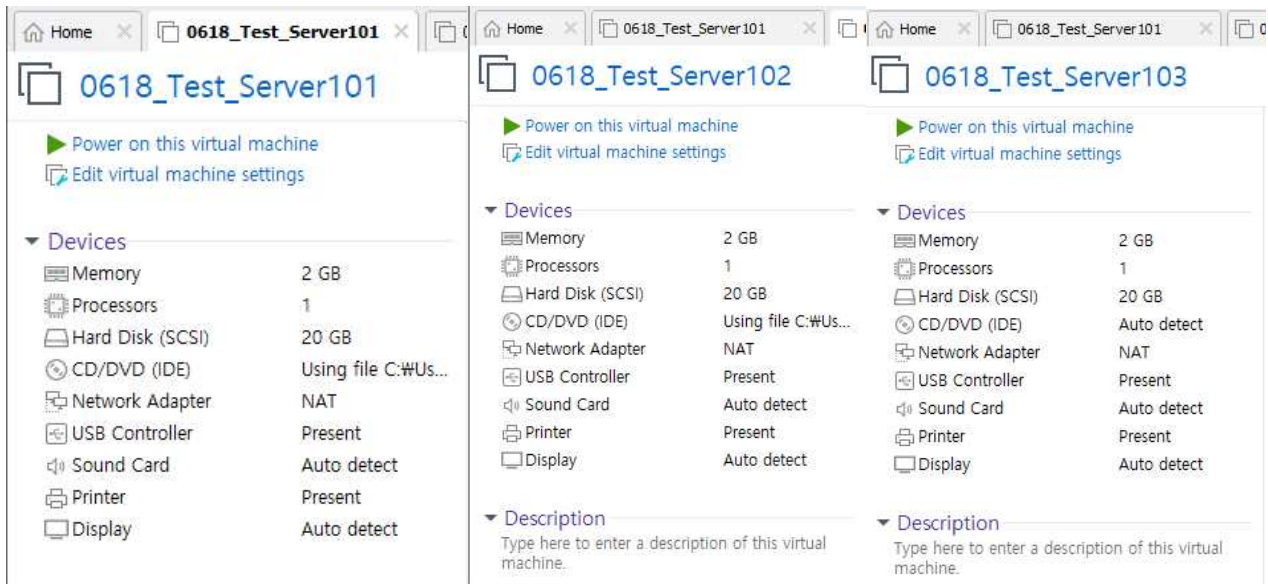 Home
0618_Test_Server101
0618_Test_Server101
Power on this virtual machine
Edit virtual machine settings
Devices
Memory 2 GB
Processors 1
Hard Disk (SCSI) 20 GB
CD/DVD (IDE) Using file C:₩Us...
Network Adapter NAT
USB Controller Present
Sound Card Auto detect
Printer Present
Display Auto detect
Home
0618_Test_Server101
0618_Test_Server102
Power on this virtual machine
Edit virtual machine settings
Devices
Memory 2 GB
Processors 1
Hard Disk (SCSI) 20 GB
CD/DVD (IDE) Using file C:₩Us...
Network Adapter NAT
USB Controller Present
Sound Card Auto detect
Printer Present
Display Auto detect
Description
Type here to enter a description of this virtual
machine.
Home
0618_Test_Server101
0618_Test_Server103
Power on this virtual machine
Edit virtual machine settings
Devices
Memory 2 GB
Processors 1
Hard Disk (SCSI) 20 GB
CD/DVD (IDE) Auto detect
Network Adapter NAT
USB Controller Present
Sound Card Auto detect
Printer Present
Display Auto detect
Description
Type here to enter a description of this virtual
machine.